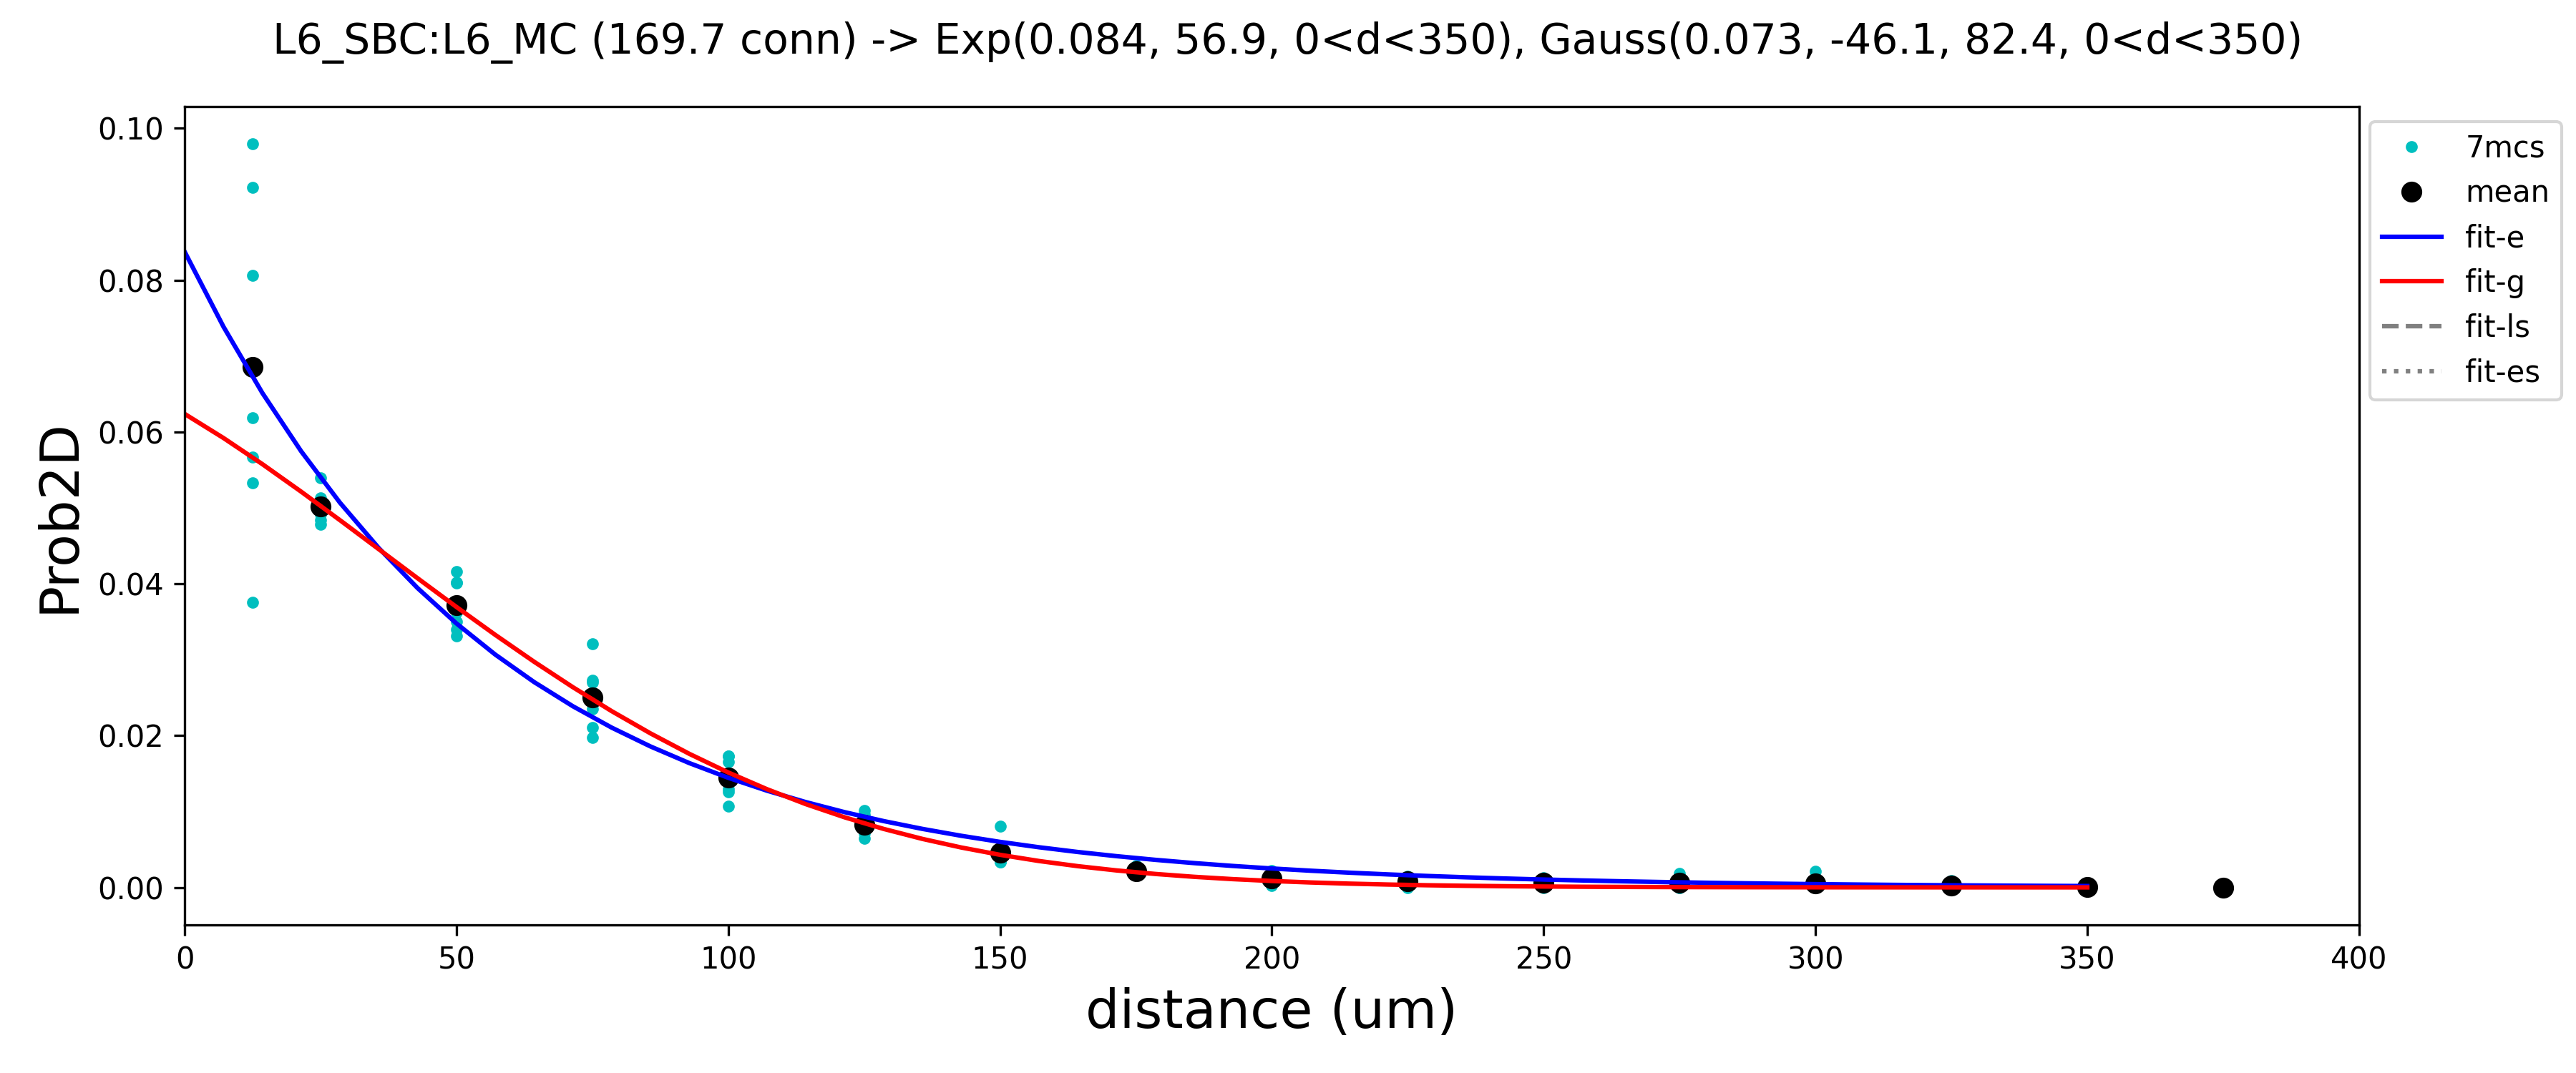 L6_SBC:L6_MC (169.7 conn) -> Exp(0.084, 56.9, 0<d<350), Gauss(0.073, -46.1, 82.4, 0<d<350)
0.10
0.08
0.06
0.04
0.02
0.00
Prob2D
0 50 100 150 200 250 300 350 400
distance (um)
7mcs
mean
fit-e
fit-g
fit-ls
fit-es